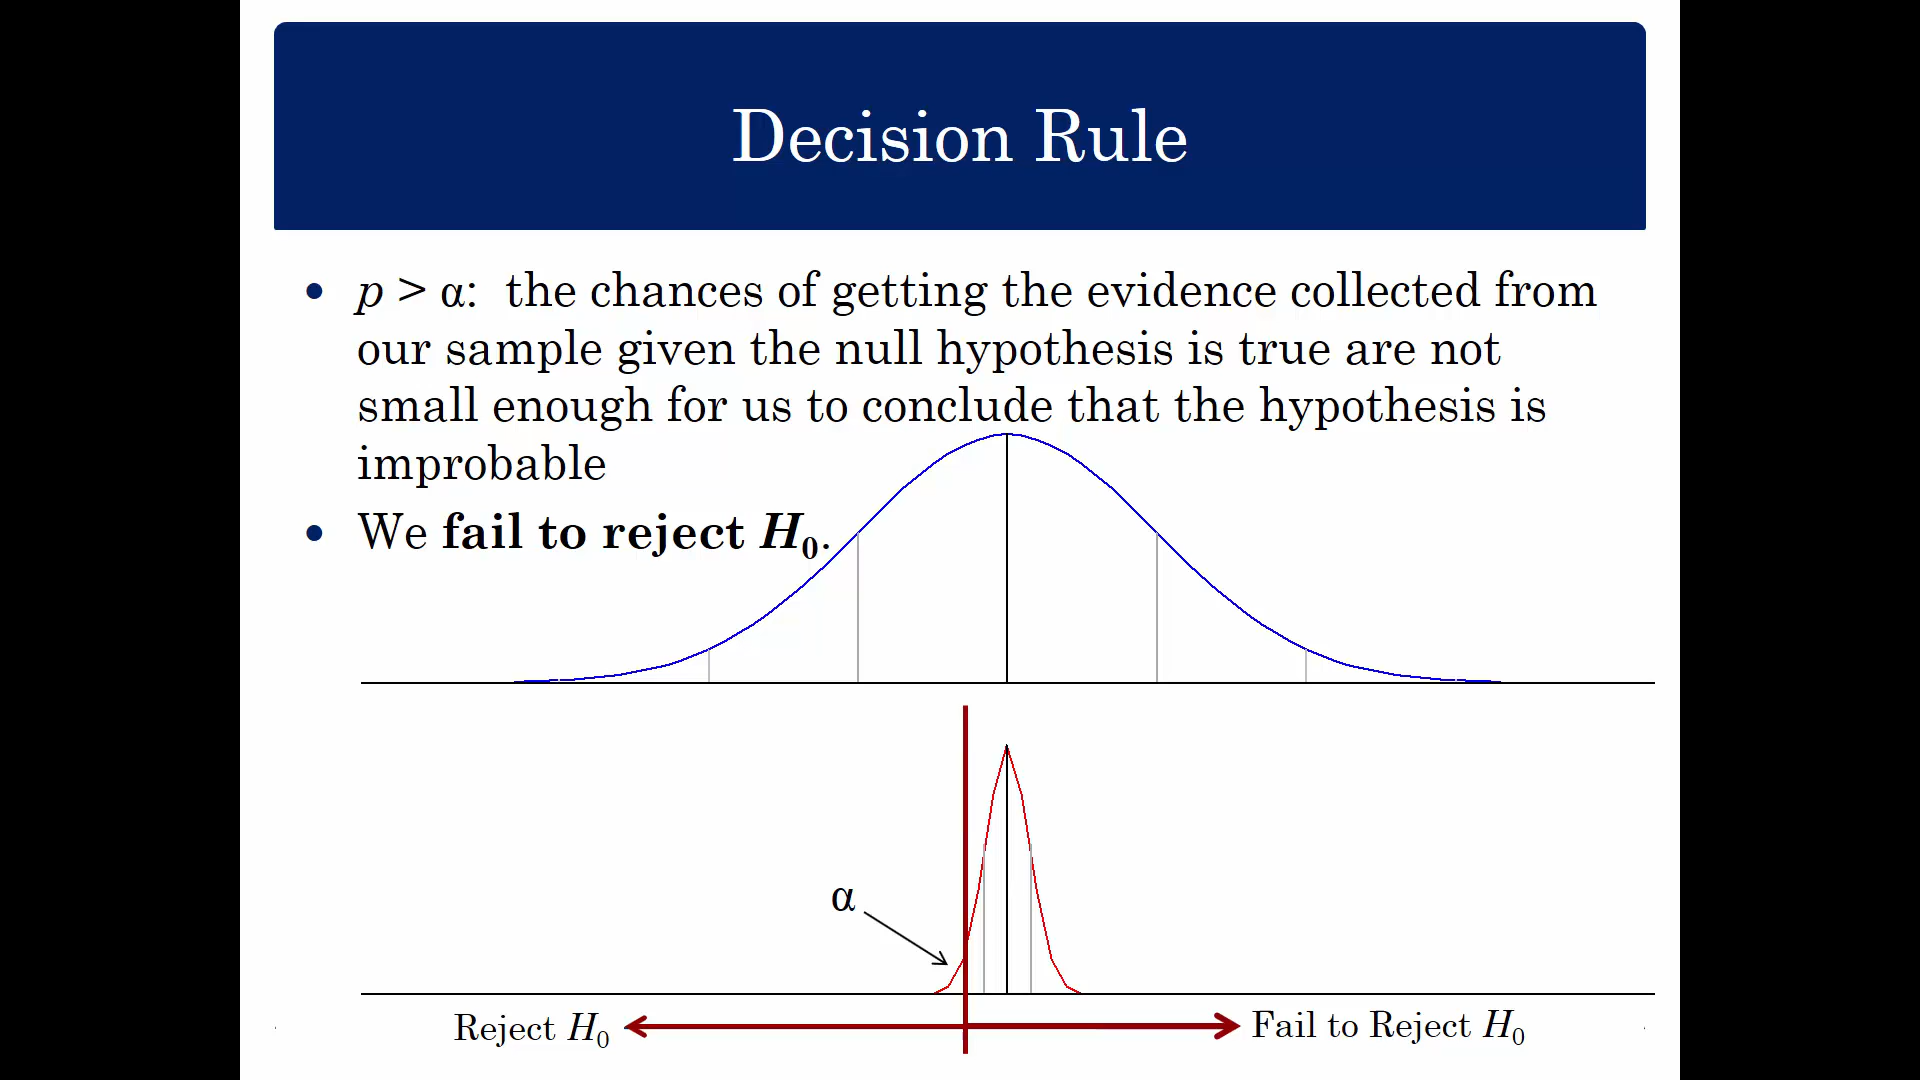 Decision Rule
• p > α: the chances of getting the evidence collected from
our sample given the null hypothesis is true are not
small enough for us to conclude that the hypothesis is
improbable
• We fail to reject H₀.
α
Reject H₀
Fail to Reject H₀